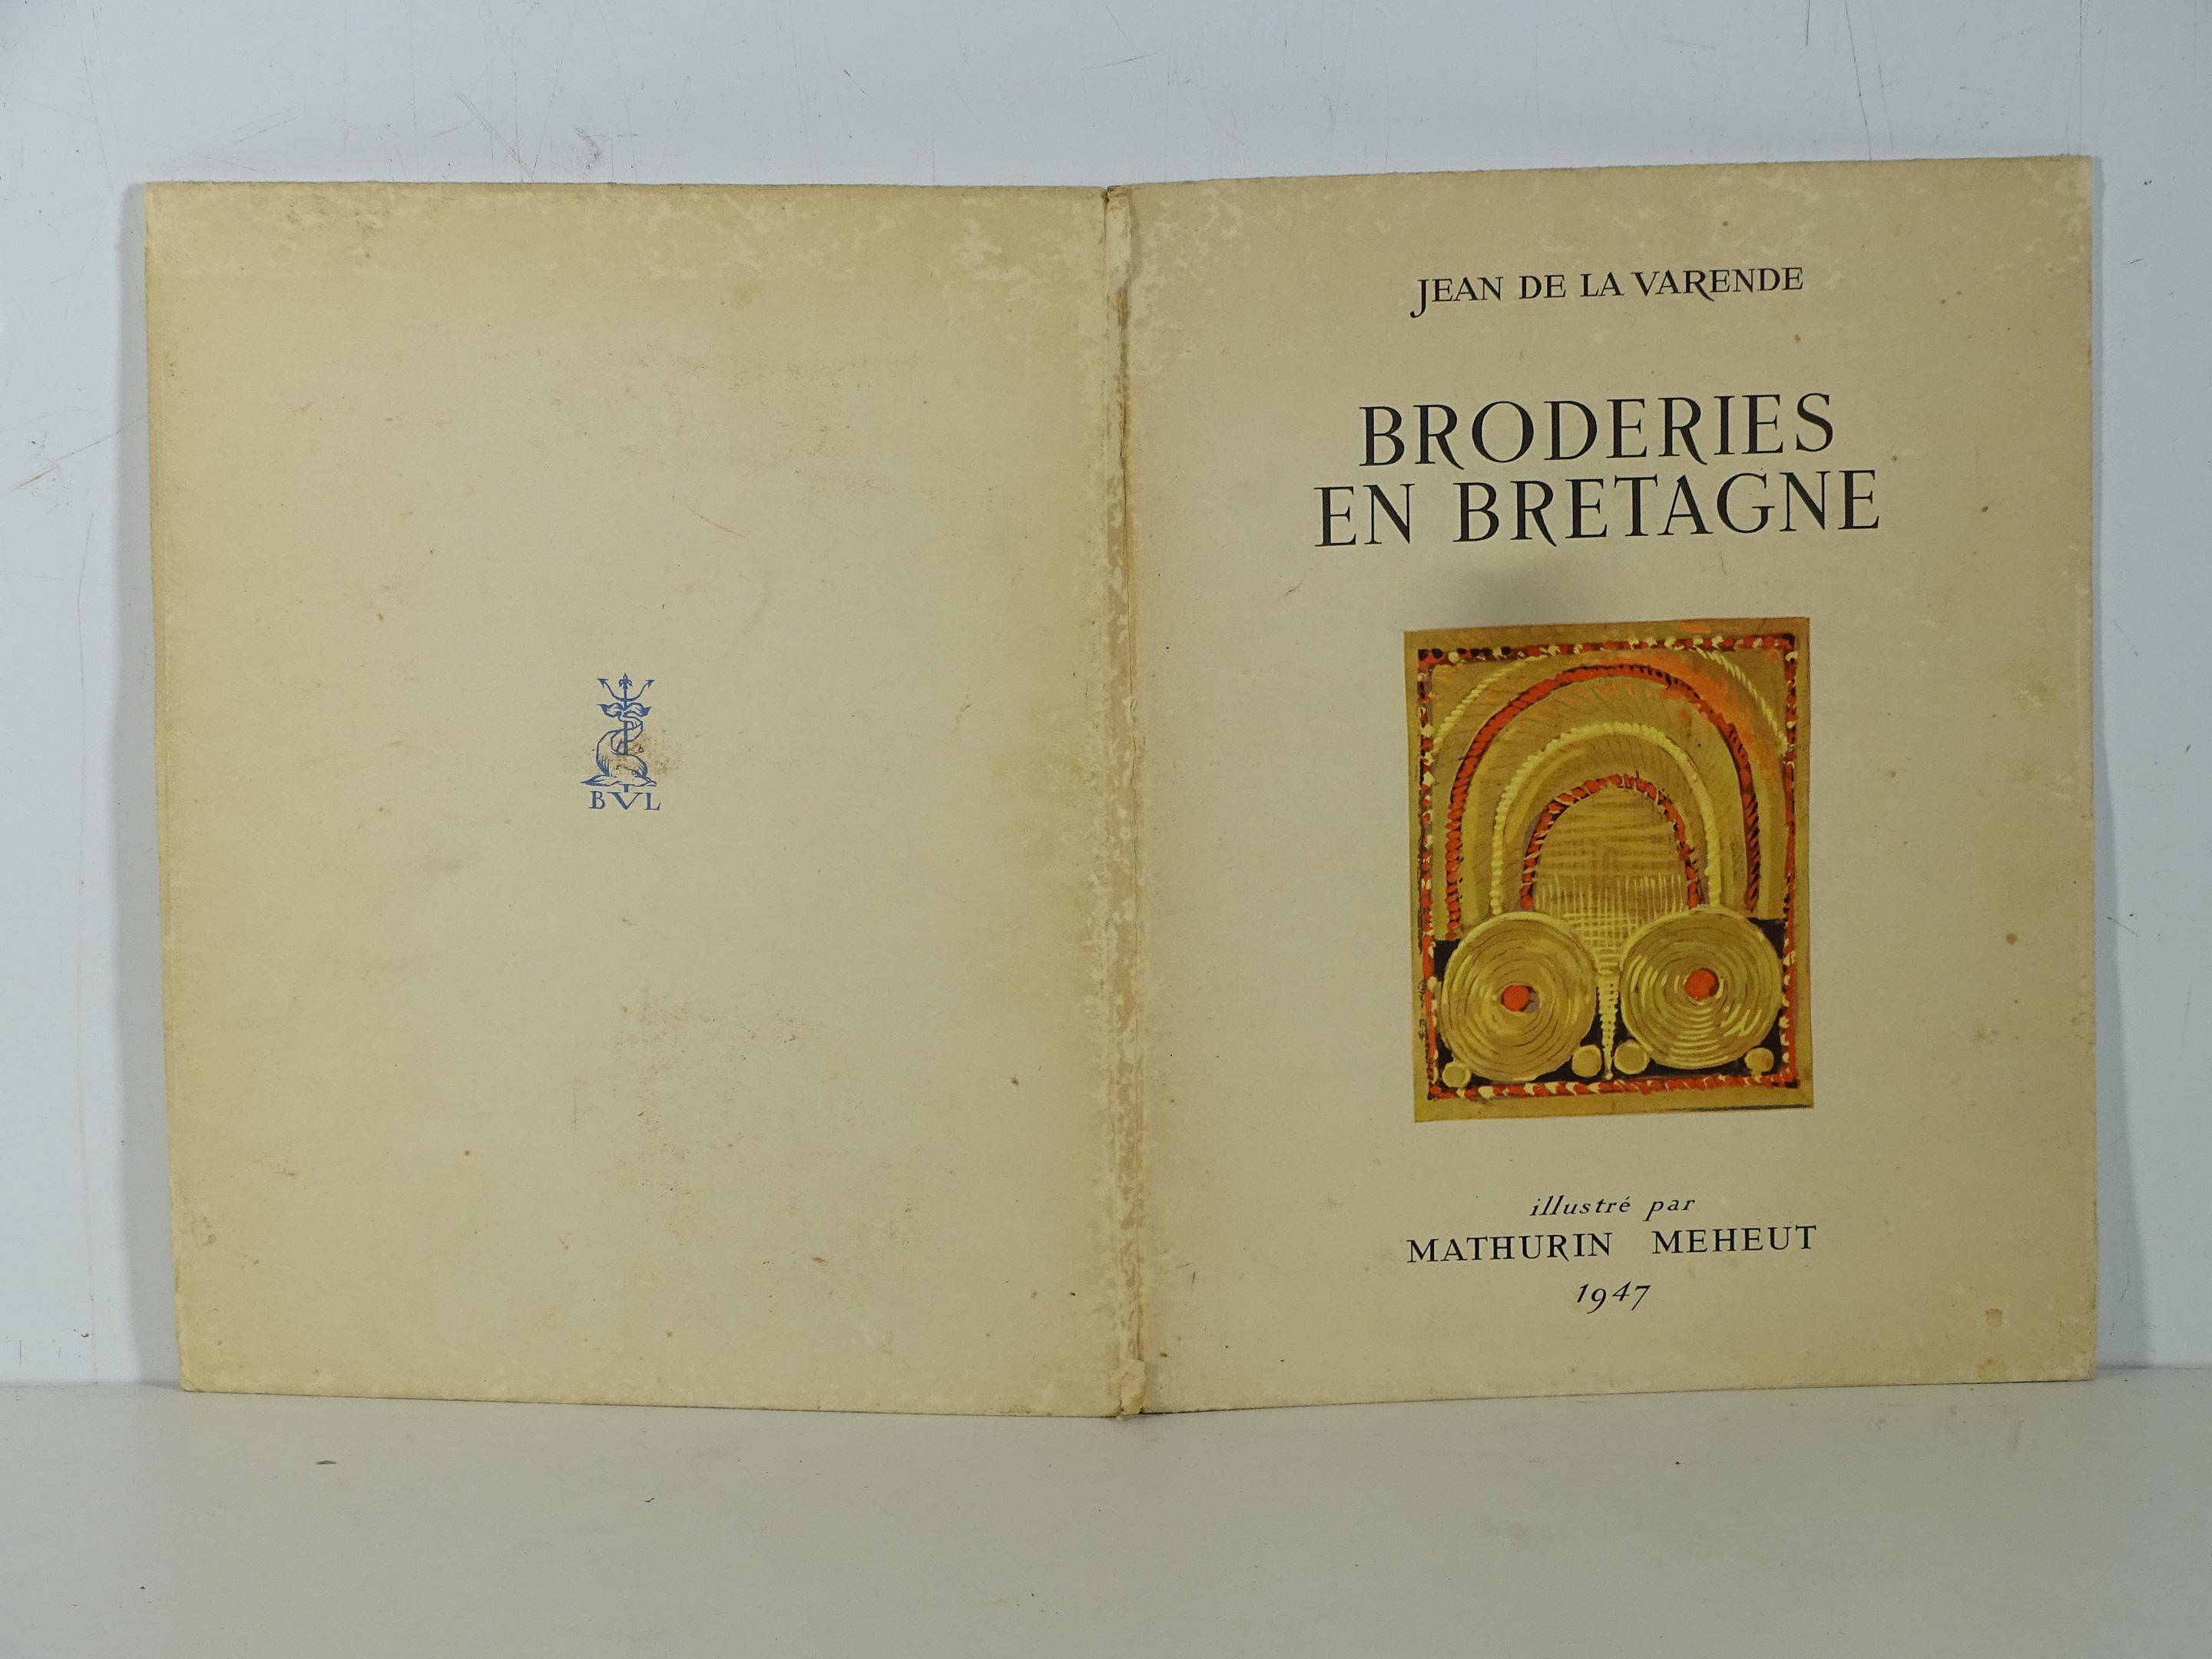 BVL
JEAN DE LA VARENDE
BRODERIES
EN BRETAGNE
illustré par
MATHURIN MEHEUT
1947